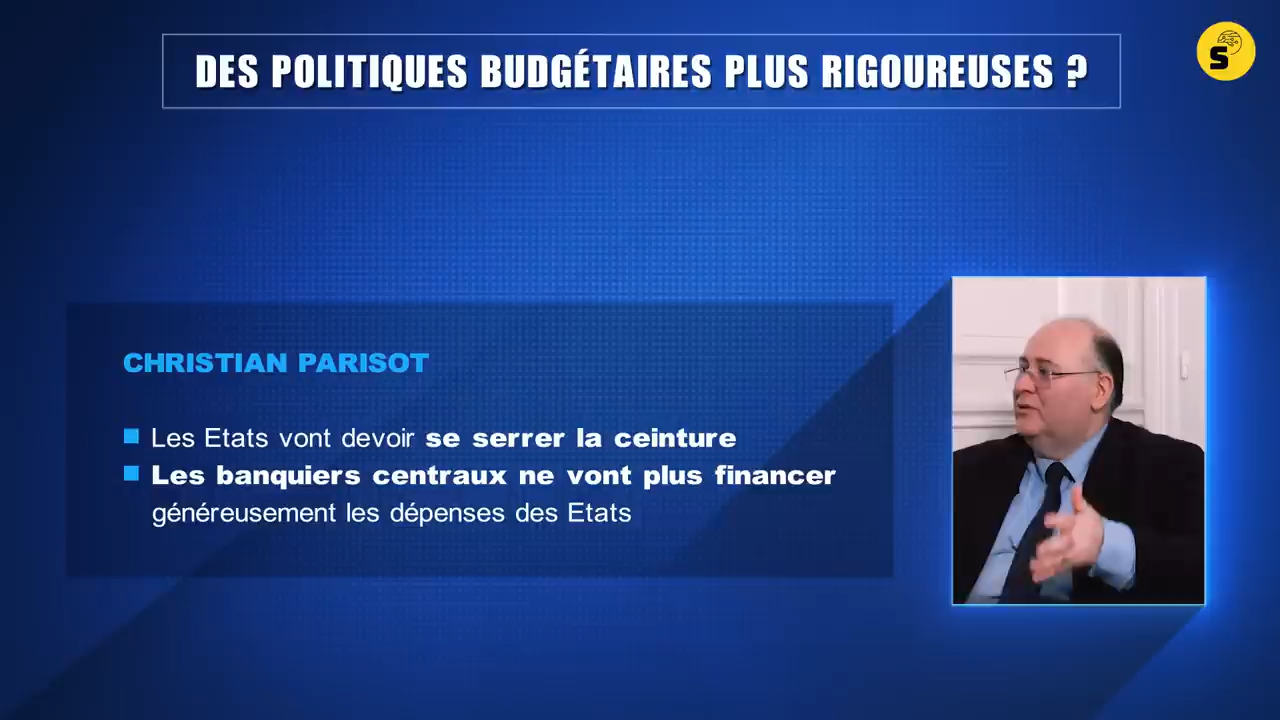 DES POLITIQUES BUDGÉTAIRES PLUS RIGOUREUSES ?
S
CHRISTIAN PARISOT
Les Etats vont devoir se serrer la ceinture
Les banquiers centraux ne vont plus financer
généreusement les dépenses des Etats